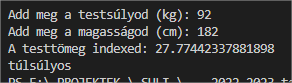 Add meg a testsúlyod (kg): 92
Add meg a magasságod (cm): 182
A testtömeg indexed: 27.77442337881898
túlsúlyos